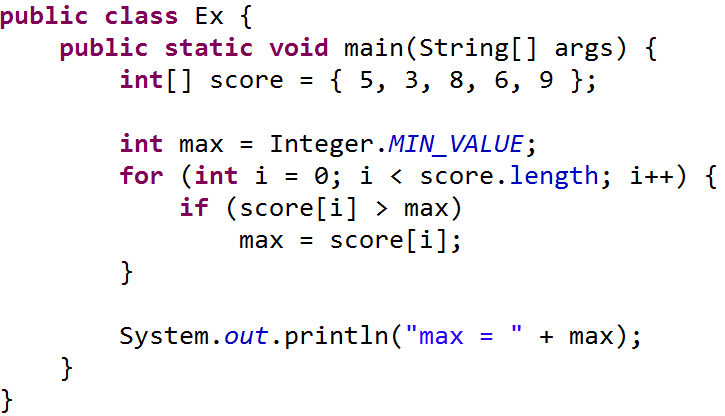 public class Ex {
    public static void main(String[] args) {
        int[] score = { 5, 3, 8, 6, 9 };

        int max = Integer.MIN_VALUE;
        for (int i = 0; i < score.length; i++) {
            if (score[i] > max)
                max = score[i];
        }

        System.out.println("max = " + max);
    }
}